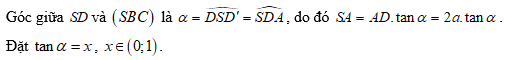 Góc giữa SD và (SBC) là α = \widehat{DSD'} = \widehat{SDA}, do đó SA = AD.tan α = 2a.tan α.
Đặt tan α = x, x ∈ (0;1).